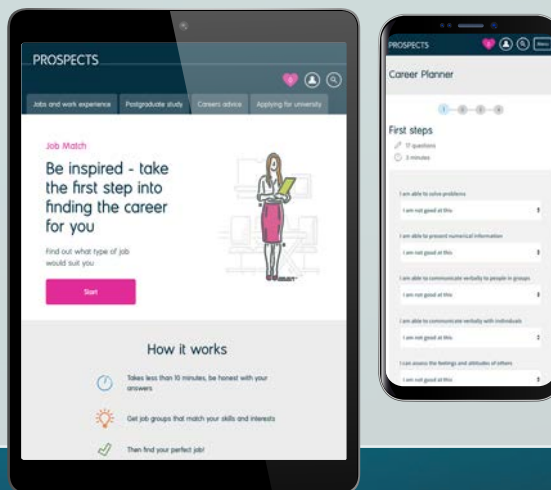 PROSPECTS
0
Jobs and work experience
Postgraduate study
Careers advice
Applying for university
Job Match
Be inspired - take
the first step into
finding the career
for you
Find out what type of job
would suit you
Start
How it works
Takes less than 10 minutes, be honest with your
answers
Get job groups that match your skills and interests
Then find your perfect job!
PROSPECTS
Menu
Career Planner
1
2
3
4
First steps
17 questions
3 minutes
I am able to solve problems
I am not good at this
I am able to present numerical information
I am not good at this
I am able to communicate verbally to people in groups
I am not good at this
I am able to communicate verbally with individuals
I am not good at this
I can assess the feelings and attitudes of others
I am not good at this